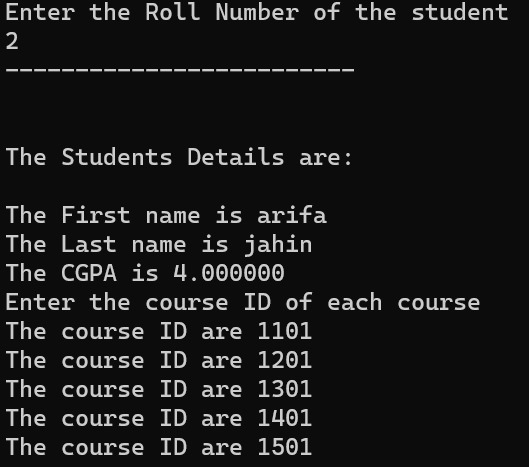 Enter the Roll Number of the student
2
-------------------------
The Students Details are:
The First name is arifa
The Last name is jahin
The CGPA is 4.000000
Enter the course ID of each course
The course ID are 1101
The course ID are 1201
The course ID are 1301
The course ID are 1401
The course ID are 1501